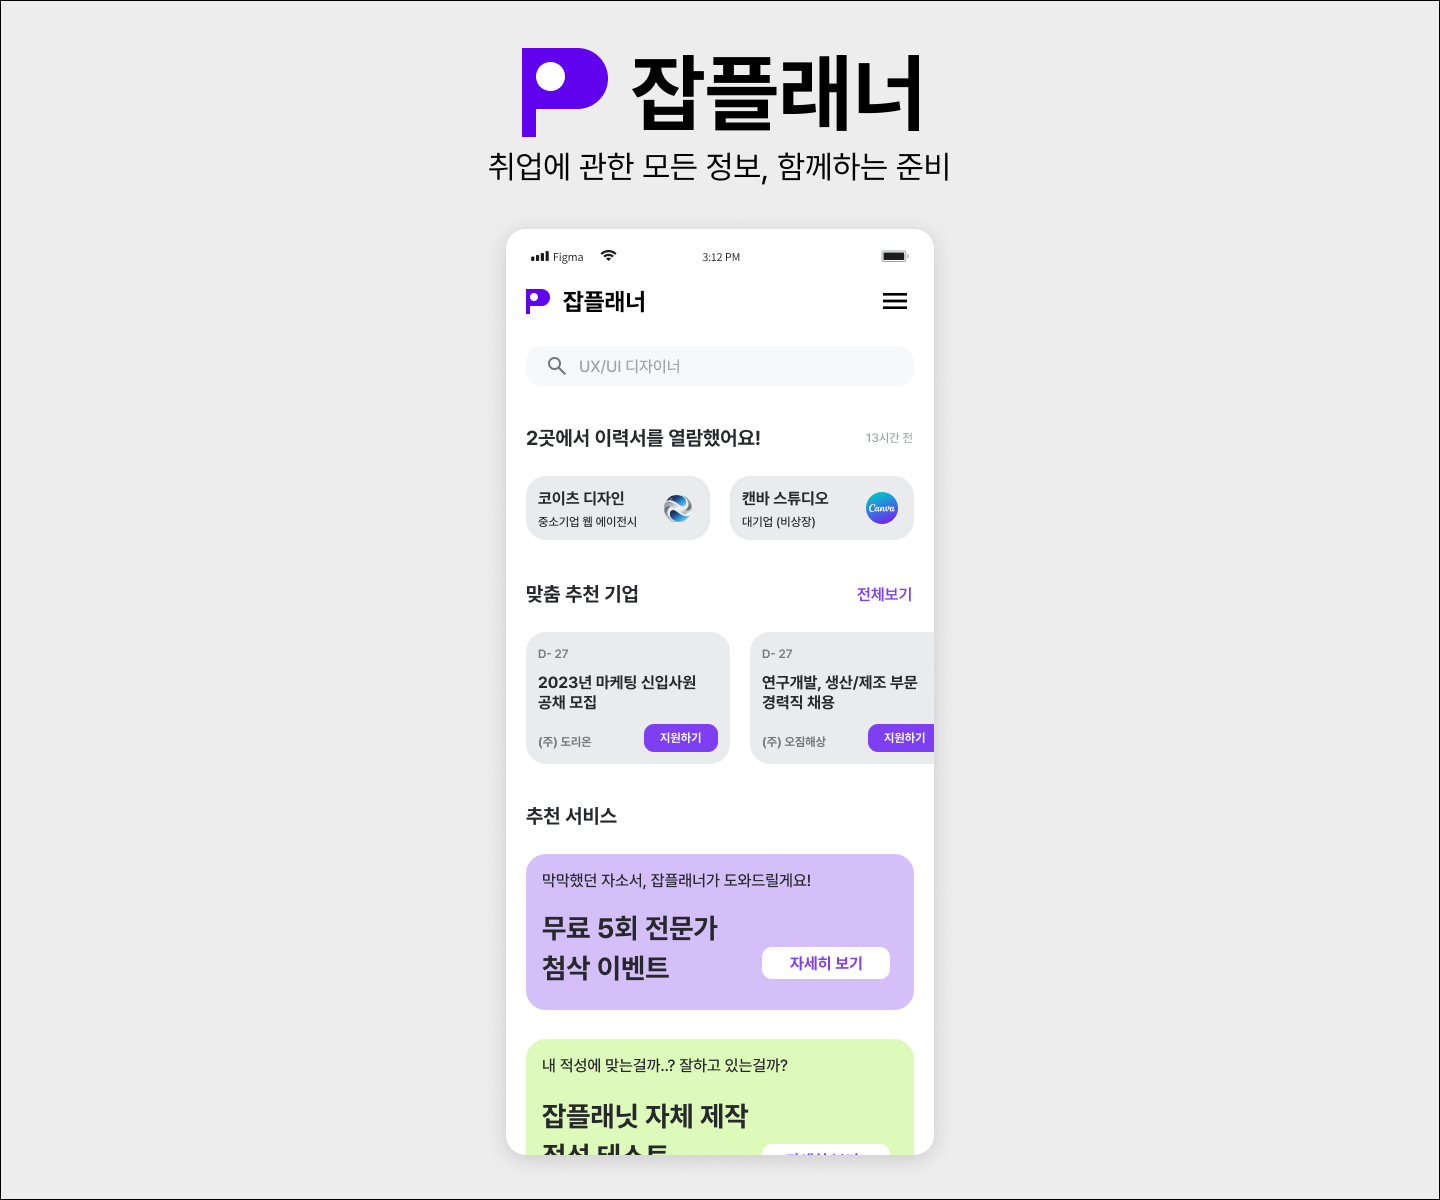 잡플래너
취업에 관한 모든 정보, 함께하는 준비
Figma 3:12 PM
잡플래너
UX/UI 디자이너
2곳에서 이력서를 열람했어요! 13시간 전
코이츠 디자인
중소기업 웹 에이전시
Canva
캔바 스튜디오
대기업 (비상장)
맞춤 추천 기업 전체보기
D- 27
2023년 마케팅 신입사원
공채 모집
(주) 도리온 지원하기
D- 27
연구개발, 생산/제조 부문
경력직 채용
(주) 오짐해상 지원하기
추천 서비스
막막했던 자소서, 잡플래너가 도와드릴게요!
무료 5회 전문가
첨삭 이벤트
자세히 보기
내 적성에 맞는걸까..? 잘하고 있는걸까?
잡플래닛 자체 제작
적성 테스트